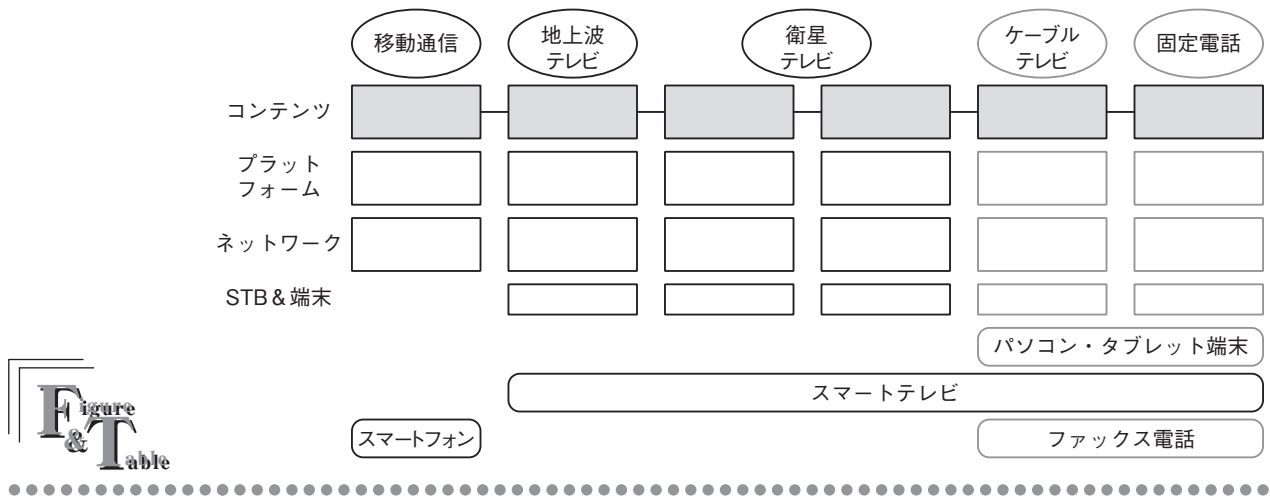 移動通信
地上波
テレビ
衛星
テレビ
ケーブル
テレビ
固定電話
コンテンツ
プラット
フォーム
ネットワーク
STB&端末
パソコン・タブレット端末
スマートテレビ
スマートフォン
ファックス電話
Figure
&Table